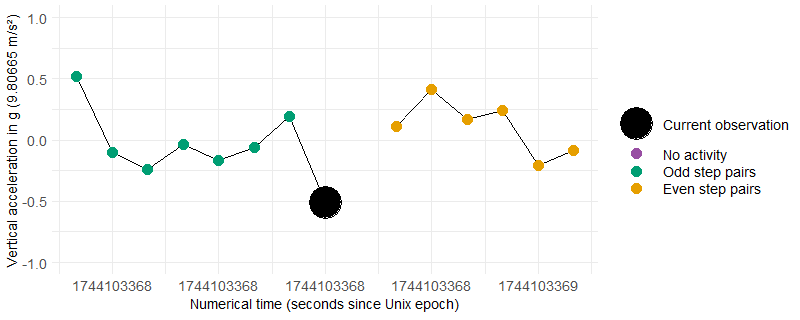 Vertical acceleration in g (9.80665 m/s²)
1.0
0.5
0.0
-0.5
-1.0
1744103368 1744103368 1744103368 1744103368 1744103369
Numerical time (seconds since Unix epoch)
Current observation
No activity
Odd step pairs
Even step pairs